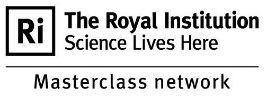 Ri
The Royal Institution
Science Lives Here
Masterclass network